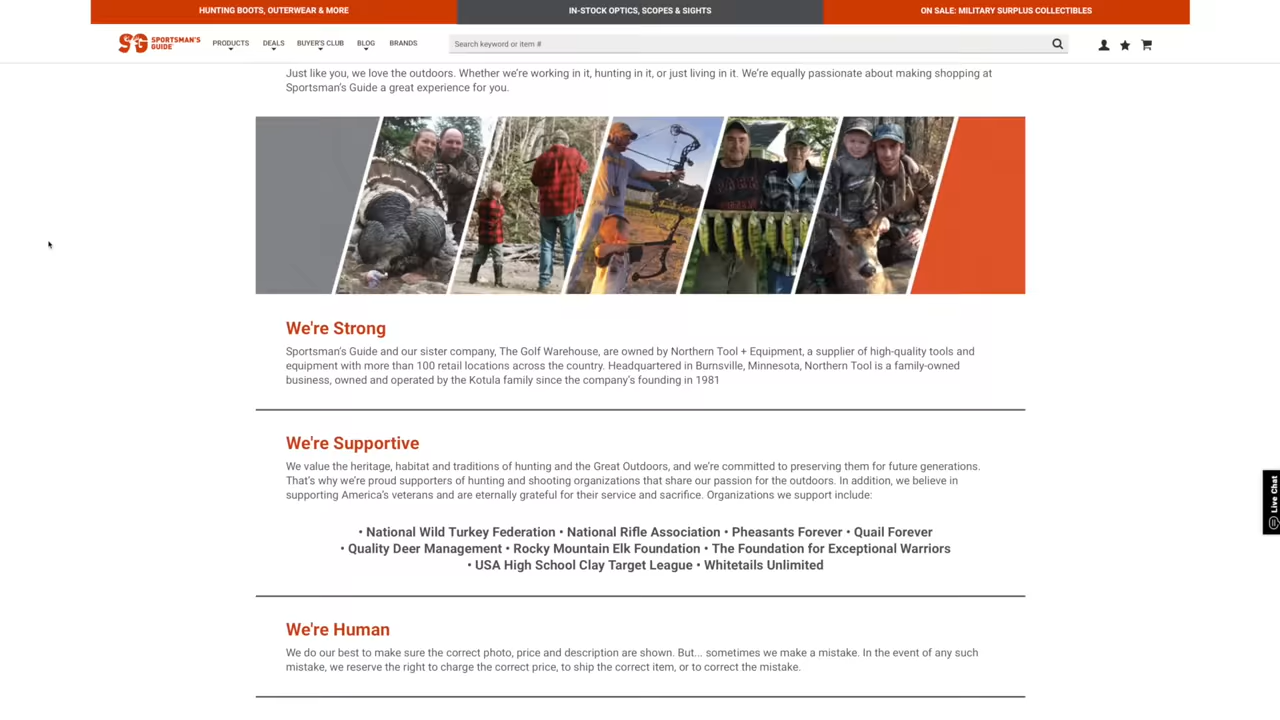 HUNTING BOOTS, OUTERWEAR & MORE
IN-STOCK OPTICS, SCOPES & SIGHTS
ON SALE: MILITARY SURPLUS COLLECTIBLES
SG SPORTSMAN'S GUIDE
PRODUCTS
DEALS
BUYER'S CLUB
BLOG
BRANDS
Search keyword or item #
Just like you, we love the outdoors. Whether we're working in it, hunting in it, or just living in it. We're equally passionate about making shopping at
Sportsman's Guide a great experience for you.
We're Strong
Sportsman's Guide and our sister company, The Golf Warehouse, are owned by Northern Tool + Equipment, a supplier of high-quality tools and
equipment with more than 100 retail locations across the country. Headquartered in Burnsville, Minnesota, Northern Tool is a family-owned
business, owned and operated by the Kotula family since the company's founding in 1981
We're Supportive
We value the heritage, habitat and traditions of hunting and the Great Outdoors, and we're committed to preserving them for future generations.
That's why we're proud supporters of hunting and shooting organizations that share our passion for the outdoors. In addition, we believe in
supporting America's veterans and are eternally grateful for their service and sacrifice. Organizations we support include:
• National Wild Turkey Federation • National Rifle Association • Pheasants Forever • Quail Forever
• Quality Deer Management • Rocky Mountain Elk Foundation • The Foundation for Exceptional Warriors
• USA High School Clay Target League • Whitetails Unlimited
Live Chat
We're Human
We do our best to make sure the correct photo, price and description are shown. But... sometimes we make a mistake. In the event of any such
mistake, we reserve the right to charge the correct price, to ship the correct item, or to correct the mistake.